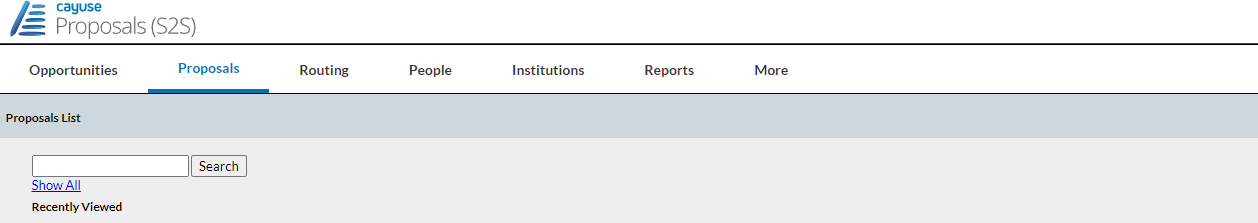 cayuse
Proposals (S2S)
Opportunities Proposals Routing People Institutions Reports More
Proposals List
Search
Show All
Recently Viewed